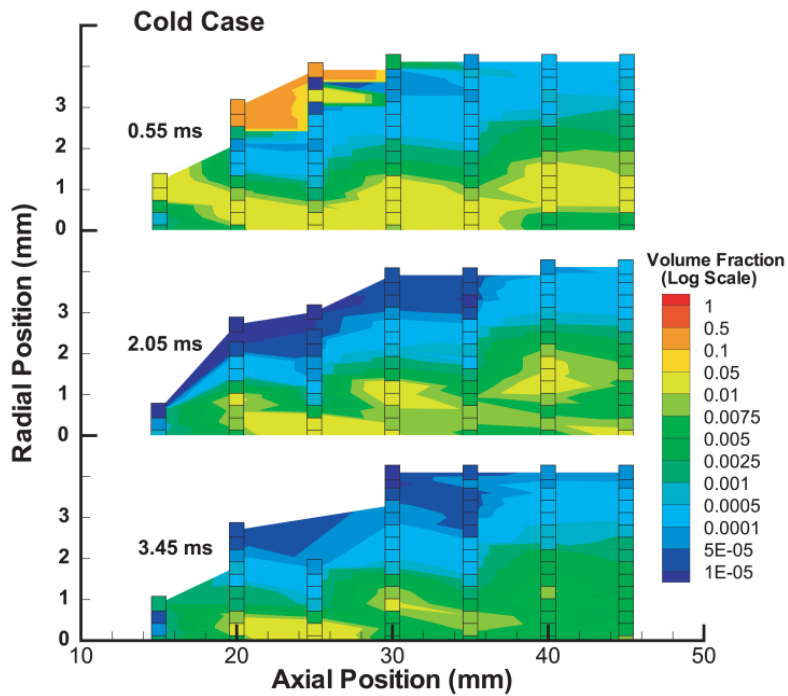 Cold Case
3
0.55 ms
2
1
0
3
2.05 ms
2
1
0
3
3.45 ms
2
1
0
Radial Position (mm)
10
20
30
40
50
Axial Position (mm)
Volume Fraction
(Log Scale)
1
0.5
0.1
0.05
0.01
0.0075
0.005
0.0025
0.001
0.0005
0.0001
5E-05
1E-05